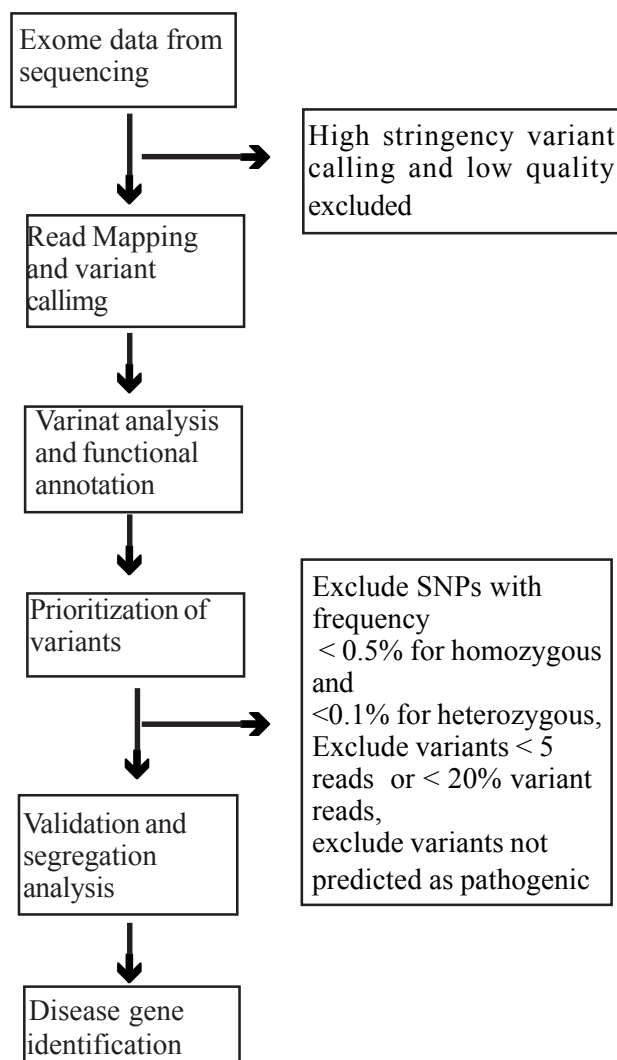 Exome data from
sequencing
High stringency variant
calling and low quality
excluded
Read Mapping
and variant
callimg
Varinat analysis
and functional
annotation
Prioritization of
variants
Exclude SNPs with
frequency
< 0.5% for homozygous
and
<0.1% for heterozygous,
Exclude variants < 5
reads or < 20% variant
reads,
exclude variants not
predicted as pathogenic
Validation and
segregation
analysis
Disease gene
identification